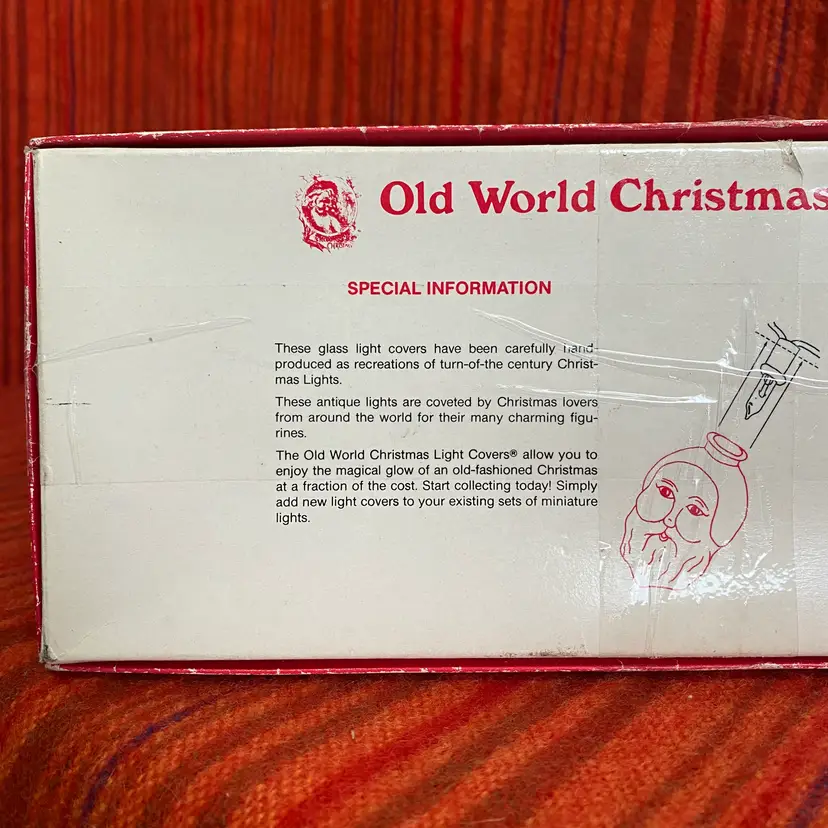 Old World Christmas
SPECIAL INFORMATION
These glass light covers have been carefully hand-
produced as recreations of turn-of-the century Christ-
mas Lights.
These antique lights are coveted by Christmas lovers
from around the world for their many charming figu-
rines.
The Old World Christmas Light Covers® allow you to
enjoy the magical glow of an old-fashioned Christmas
at a fraction of the cost. Start collecting today! Simply
add new light covers to your existing sets of miniature
lights.